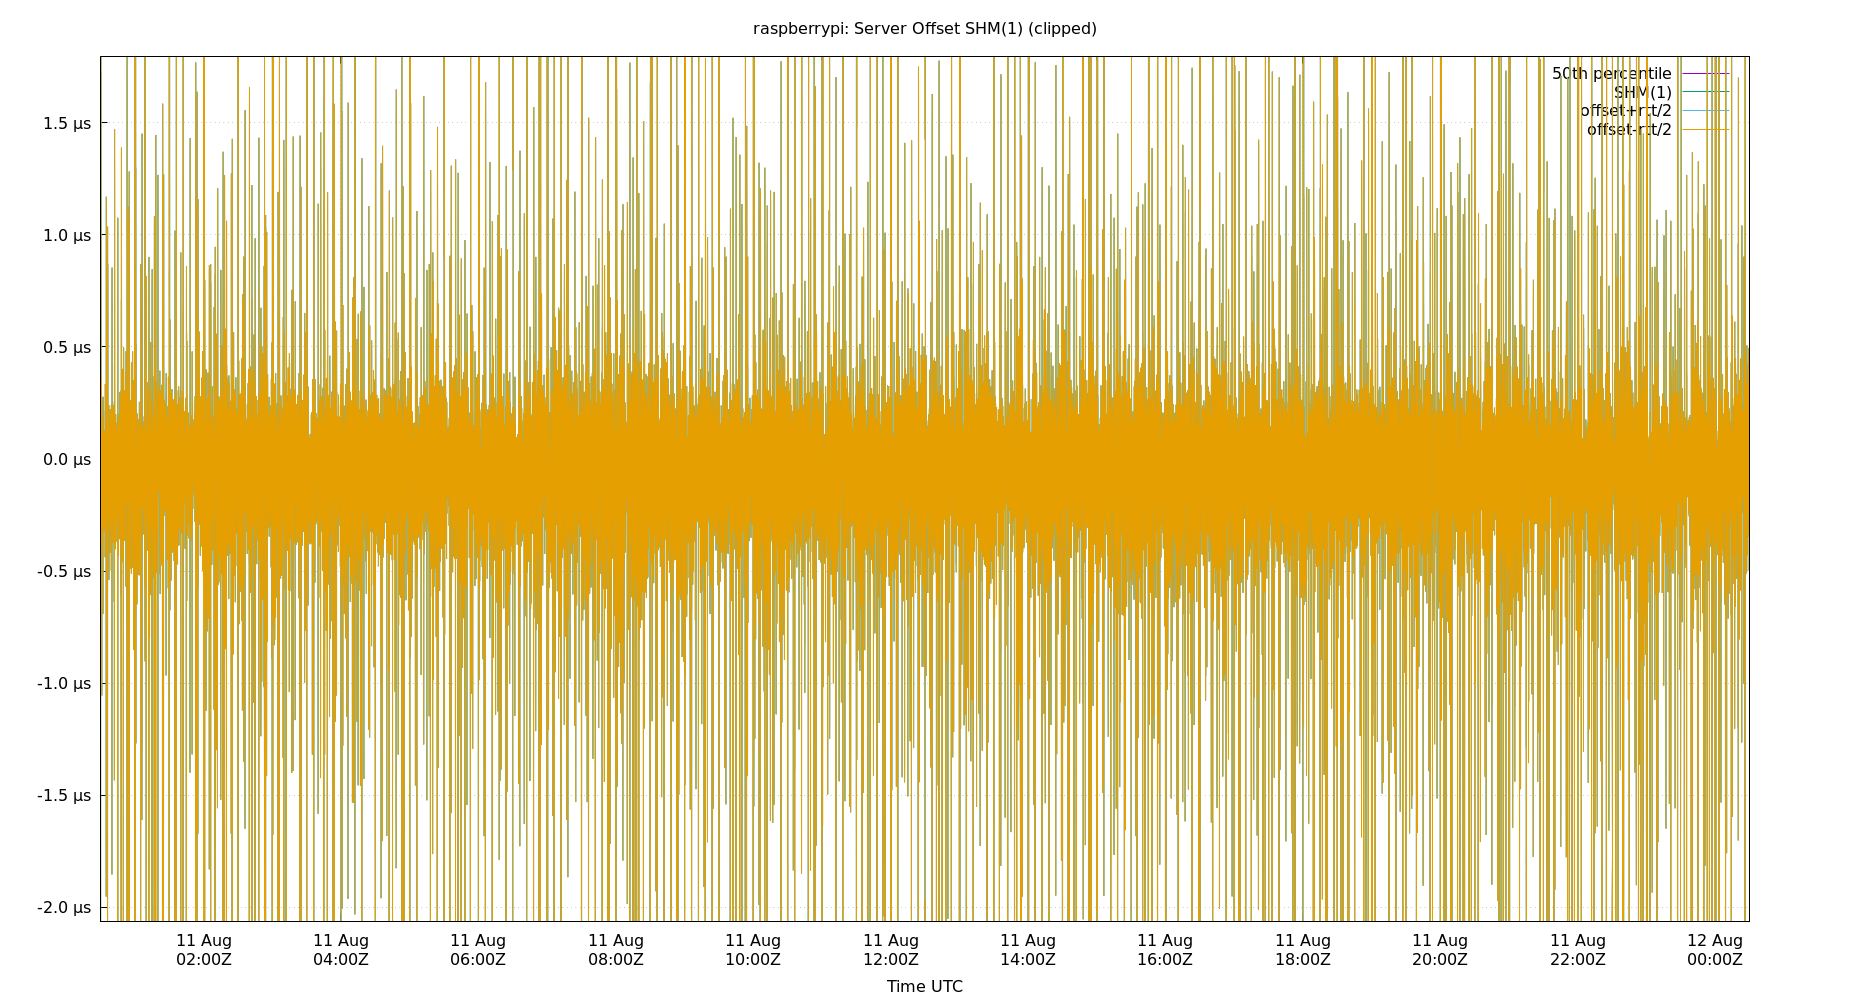 raspberrypi: Server Offset SHM(1) (clipped)
50th percentile
SHM(1)
offset+rtt/2
offset-rtt/2
1.5 µs
1.0 µs
0.5 µs
0.0 µs
-0.5 µs
-1.0 µs
-1.5 µs
-2.0 µs
11 Aug 11 Aug 11 Aug 11 Aug 11 Aug 11 Aug 11 Aug 11 Aug 11 Aug 11 Aug 11 Aug 12 Aug
02:00Z 04:00Z 06:00Z 08:00Z 10:00Z 12:00Z 14:00Z 16:00Z 18:00Z 20:00Z 22:00Z 00:00Z
Time UTC